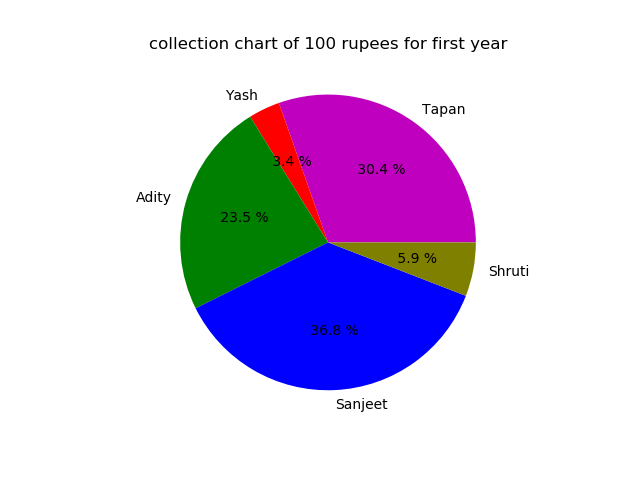 collection chart of 100 rupees for first year
Yash
Tapan
3.4 %
30.4 %
Adity
23.5 %
5.9 %
Shruti
36.8 %
Sanjeet